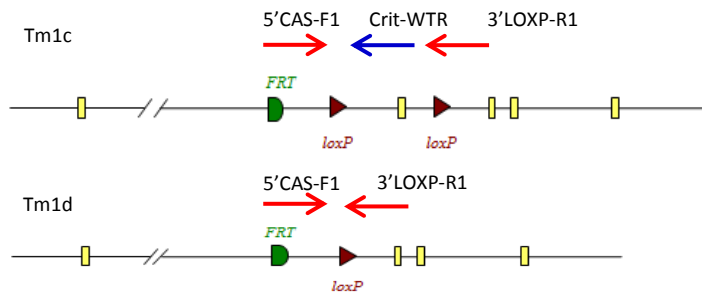 5'CAS-F1 Crit-WTR 3'LOXP-R1
Tm1c
FRT
loxP loxP
5'CAS-F1 3'LOXP-R1
Tm1d
FRT
loxP